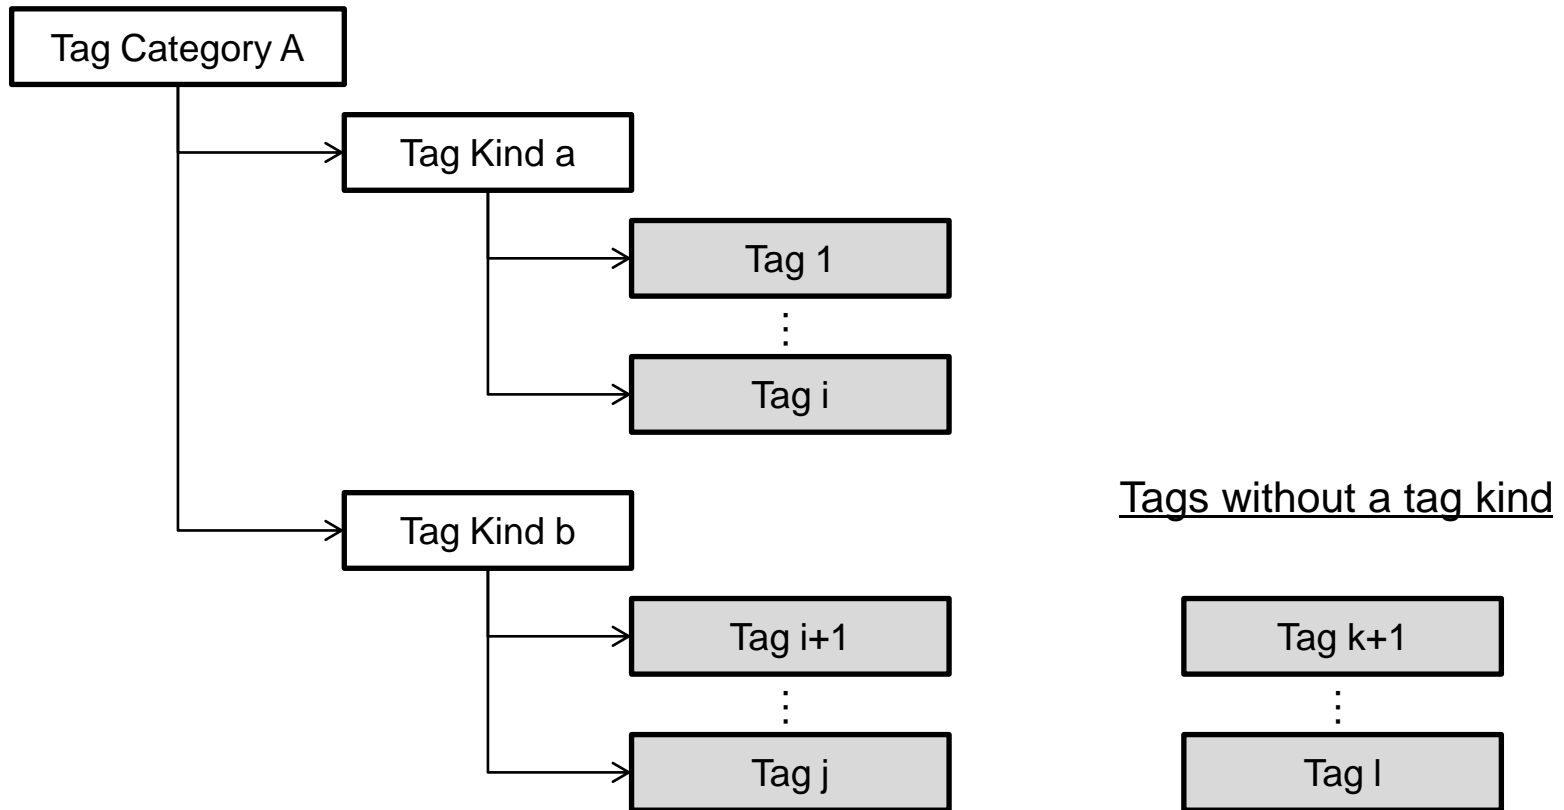 Tag Category A
Tag Kind a
Tag 1
⋮
Tag i
Tag Kind b
Tag i+1
⋮
Tag j
Tags without a tag kind
Tag k+1
⋮
Tag l